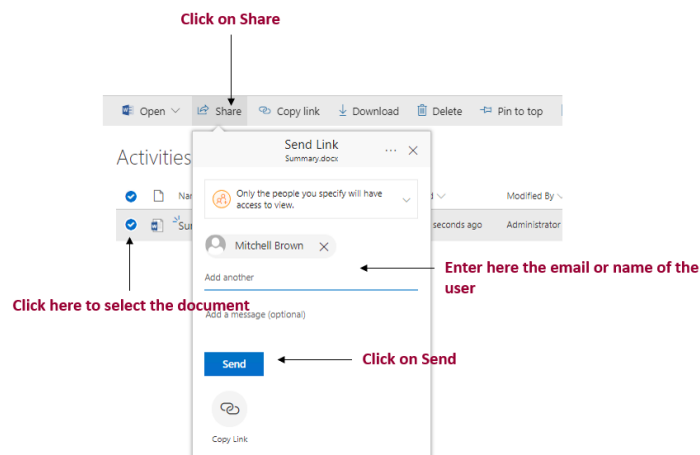 Click on Share
Open Share Copy link Download Delete Pin to top
Send Link
Summary.docx
Activities
Only the people you specify will have
access to view.
Modified By
seconds ago Administrator
Mitchell Brown
Add another
Enter here the email or name of the
user
Click here to select the document
Add a message (optional)
Send
Click on Send
Copy Link